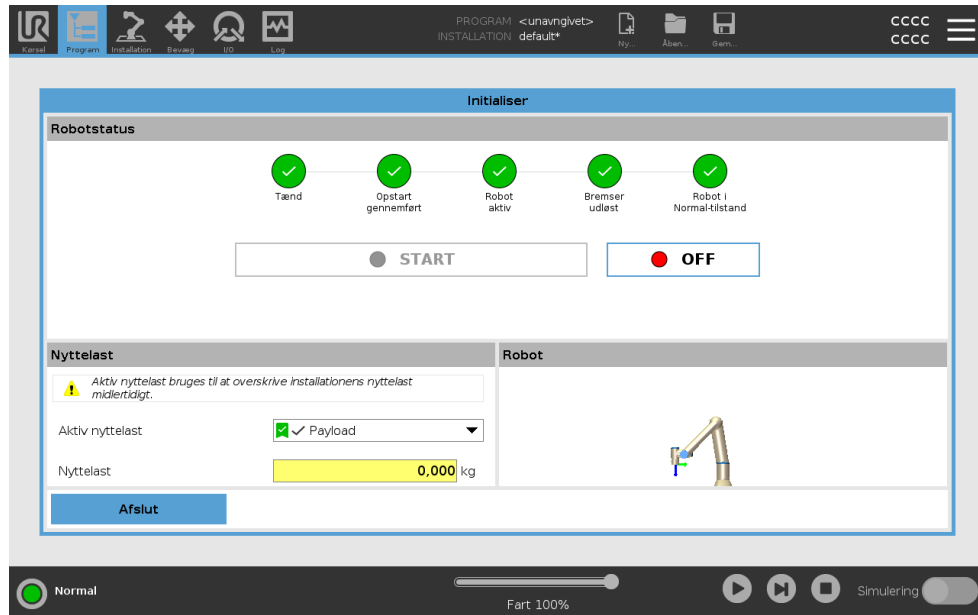 PROGRAM <unavngivet>
INSTALLATION default*
CCCC
CCCC
Kørsel Program Installation Bevæg I/O Log Ny... Åben... Gem...
Initialiser
Robotstatus
Tænd
Opstart gennemført
Robot aktiv
Bremser udløst
Robot i Normal-tilstand
START
OFF
Nyttelast
Robot
Aktiv nyttelast bruges til at overskrive installationens nyttelast
midlertidigt.
Aktiv nyttelast
Payload
Nyttelast
0,000 kg
Afslut
Normal
Fart 100%
Simulering